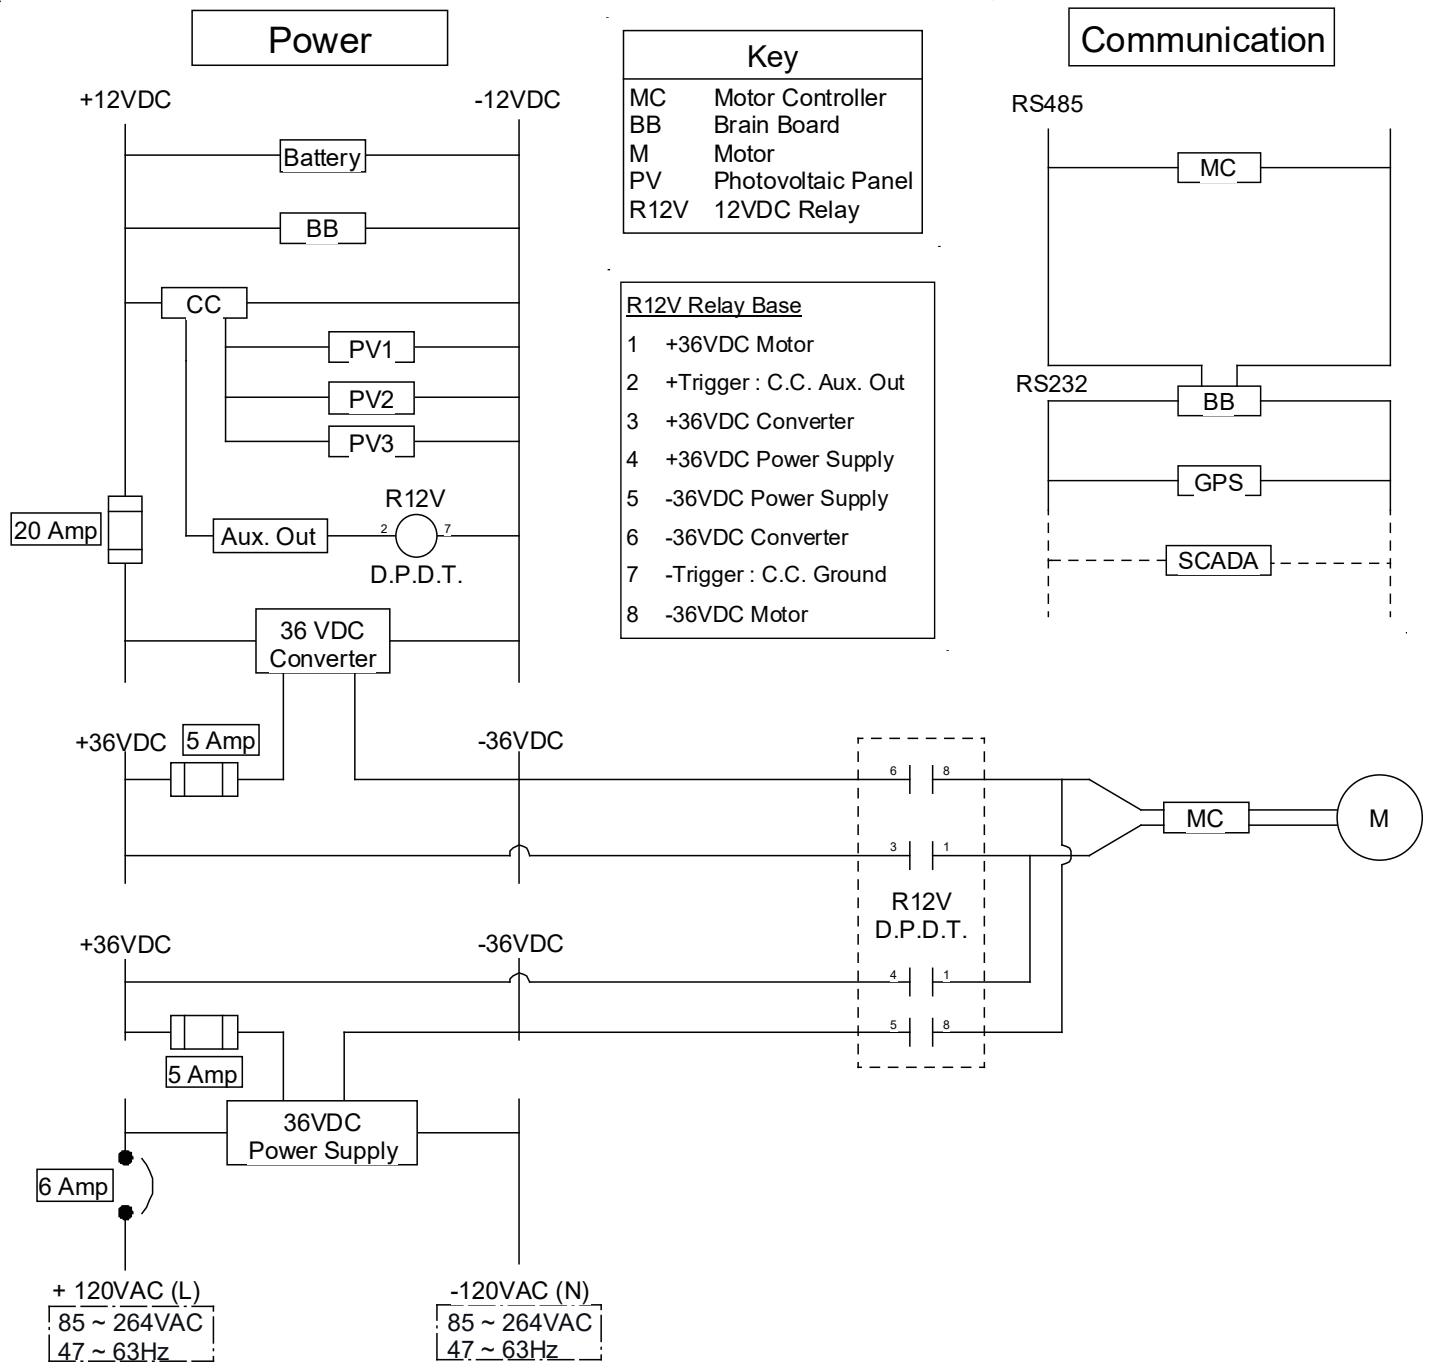 Power
+12VDC
-12VDC
Battery
BB
CC
PV1
PV2
PV3
R12V
20 Amp
Aux. Out
2
7
D.P.D.T.
36 VDC
Converter
+36VDC
5 Amp
-36VDC
+36VDC
-36VDC
5 Amp
36VDC
Power Supply
6 Amp
+ 120VAC (L)
85 ~ 264VAC
47 ~ 63Hz
-120VAC (N)
85 ~ 264VAC
47 ~ 63Hz
Key
MC Motor Controller
BB Brain Board
M Motor
PV Photovoltaic Panel
R12V 12VDC Relay
R12V Relay Base
1 +36VDC Motor
2 +Trigger : C.C. Aux. Out
3 +36VDC Converter
4 +36VDC Power Supply
5 -36VDC Power Supply
6 -36VDC Converter
7 -Trigger : C.C. Ground
8 -36VDC Motor
6 8
3 1
R12V
D.P.D.T.
4 1
5 8
MC
M
Communication
RS485
MC
RS232
BB
GPS
SCADA